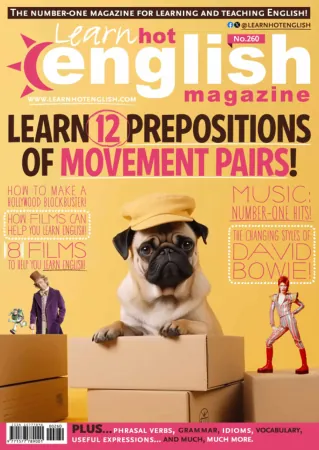 THE NUMBER-ONE MAGAZINE FOR LEARNING AND TEACHING ENGLISH!
@LEARNHOTENGLISH
Learn hot
No.260
english
WWW.LEARNHOTENGLISH.COM
magazine
LEARN 12 PREPOSITIONS
OF MOVEMENT PAIRS!
HOW TO MAKE A
HOLLYWOOD BLOCKBUSTER!
HOW FILMS CAN
HELP YOU LEARN ENGLISH!
8 FILMS
TO HELP YOU LEARN ENGLISH!
MUSIC:
NUMBER-ONE HITS!
THE CHANGING STYLES OF
DAVID
BOWIE!
PLUS... PHRASAL VERBS, GRAMMAR, IDIOMS, VOCABULARY,
USEFUL EXPRESSIONS... AND MUCH, MUCH MORE.